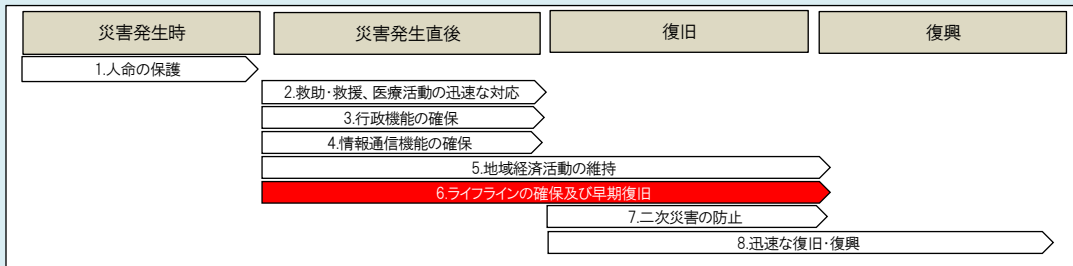 災害発生時
災害発生直後
復旧
復興
1.人命の保護
2.救助・救援、医療活動の迅速な対応
3.行政機能の確保
4.情報通信機能の確保
5.地域経済活動の維持
6.ライフラインの確保及び早期復旧
7.二次災害の防止
8.迅速な復旧・復興